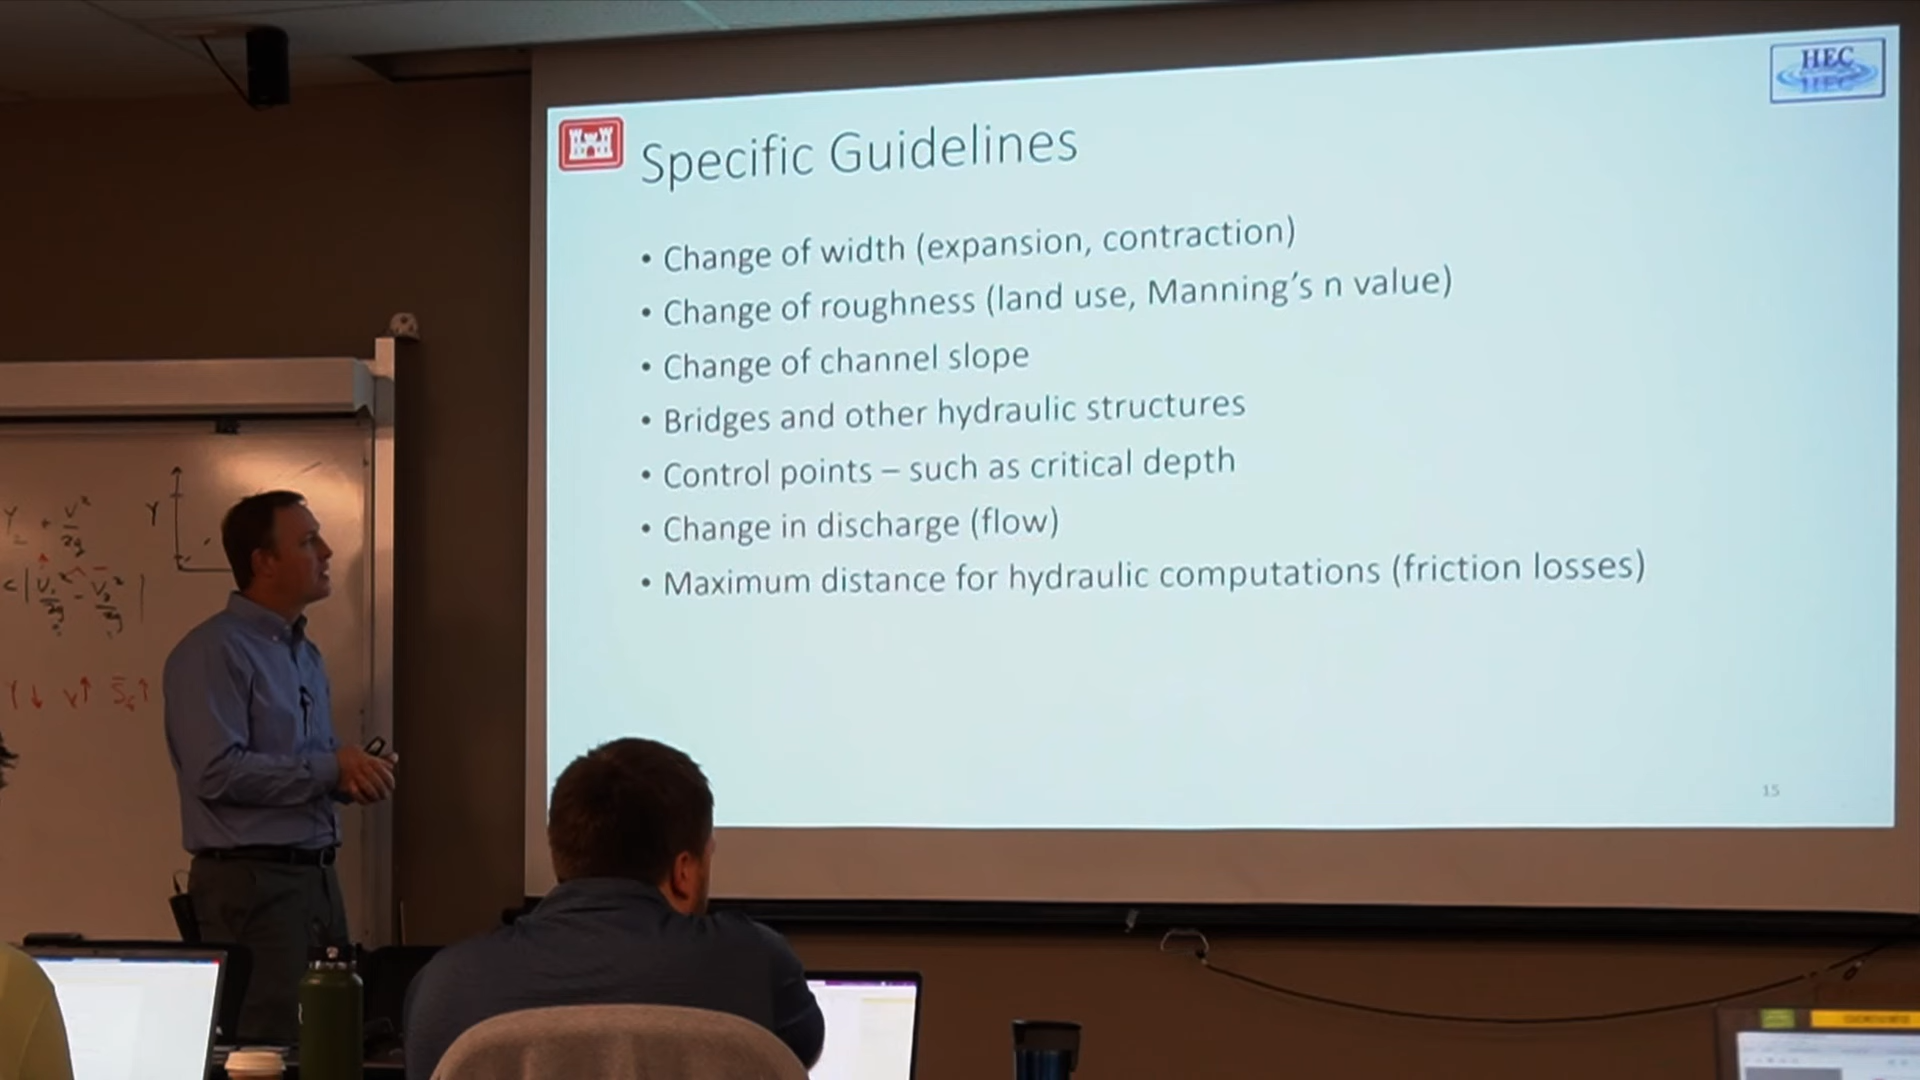 HEC
Specific Guidelines
• Change of width (expansion, contraction)
• Change of roughness (land use, Manning's n value)
• Change of channel slope
• Bridges and other hydraulic structures
• Control points – such as critical depth
• Change in discharge (flow)
• Maximum distance for hydraulic computations (friction losses)
15
Y